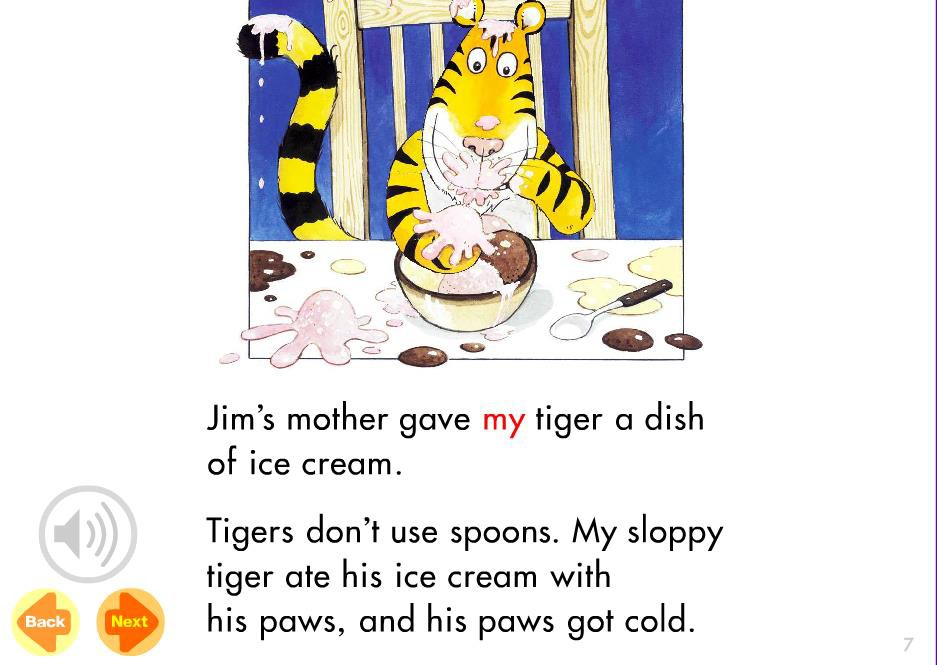 Jim's mother gave my tiger a dish
of ice cream.
Tigers don't use spoons. My sloppy
tiger ate his ice cream with
his paws, and his paws got cold.
Back
Next
7